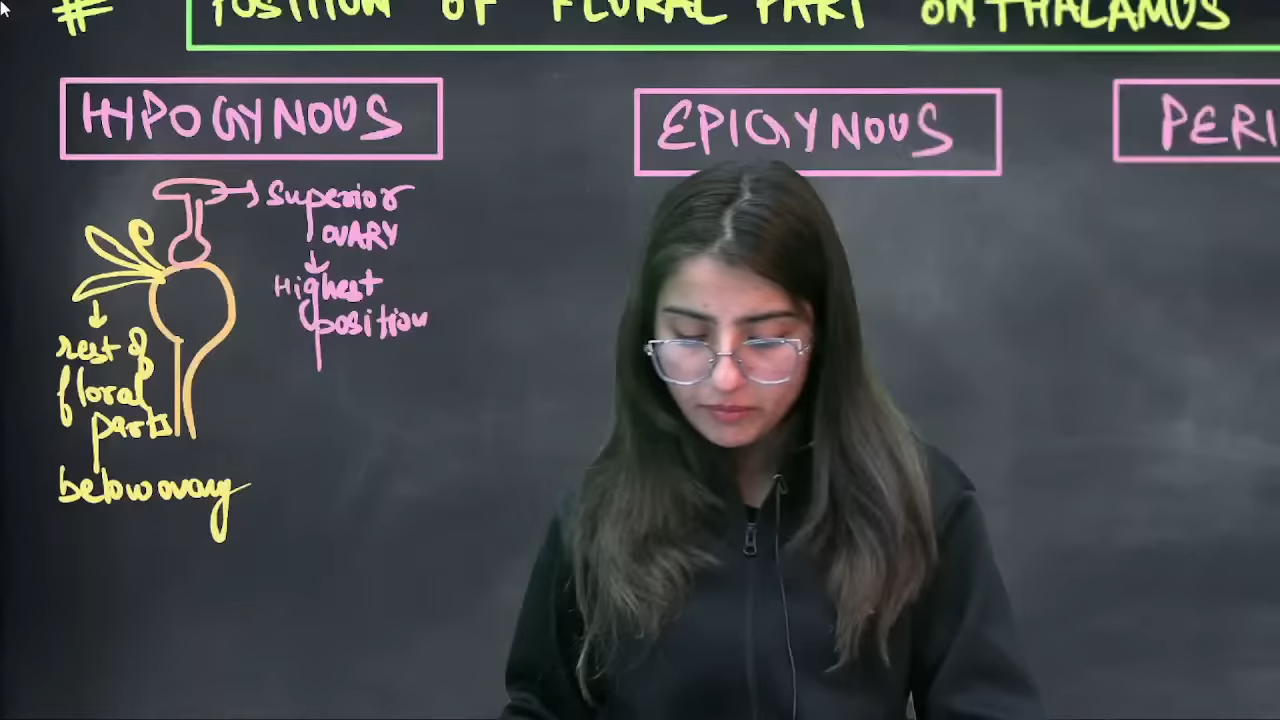 # POSITION OF FLORAL PART ON THALAMUS
HYPOGYNOUS
EPIGYNOUS
PERI
Superior
OVARY
Highest
position
rest of
floral
parts
below ovary